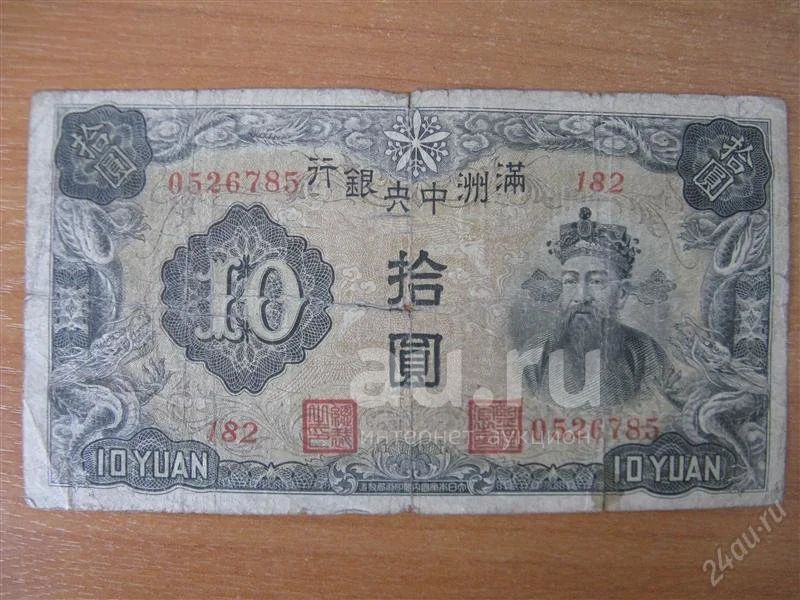 拾圓
拾圓
0526785
行銀央中洲滿
182
10
拾圓
au.ru
интернет-аукцион
182
0526785
10 YUAN
10 YUAN
24au.ru